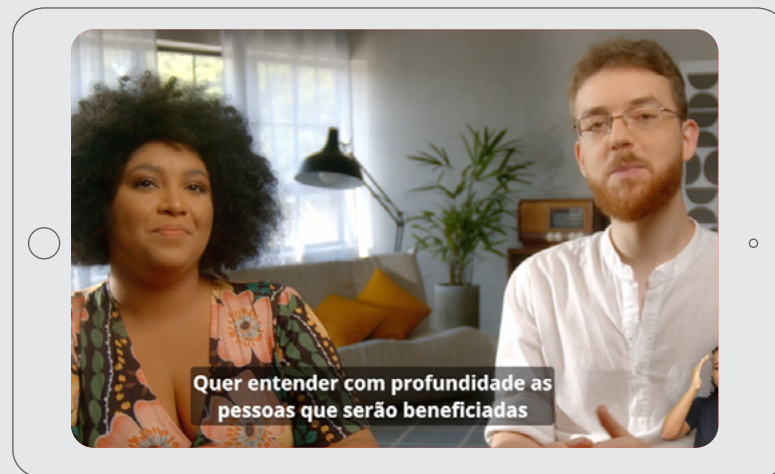 Quer entender com profundidade as
pessoas que serão beneficiadas